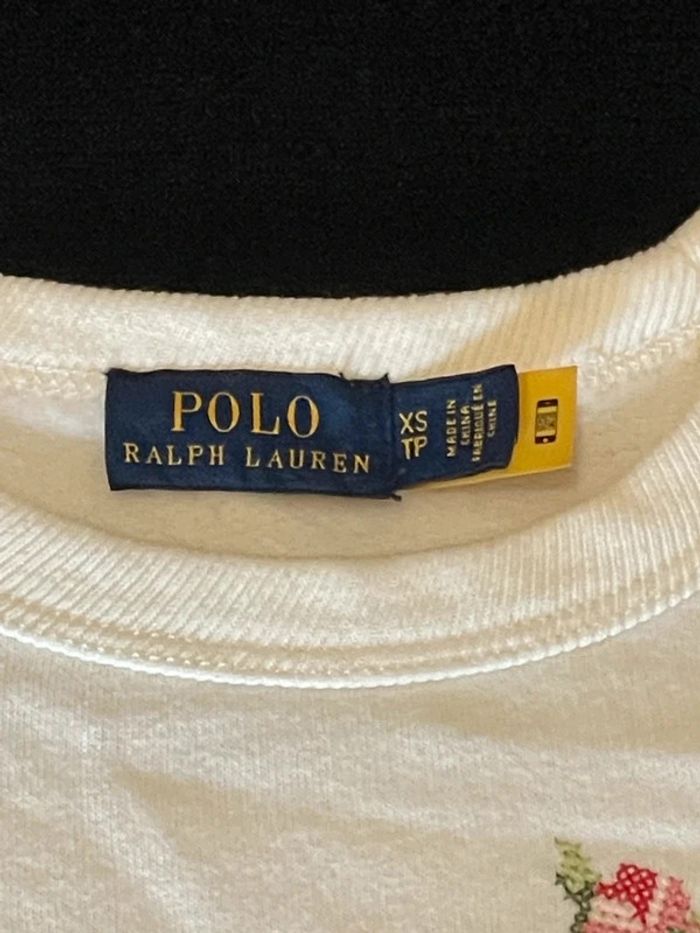 POLO
RALPH LAUREN
XS
TP
MADE IN
CHINA
FABRIQUÉ EN
CHINE